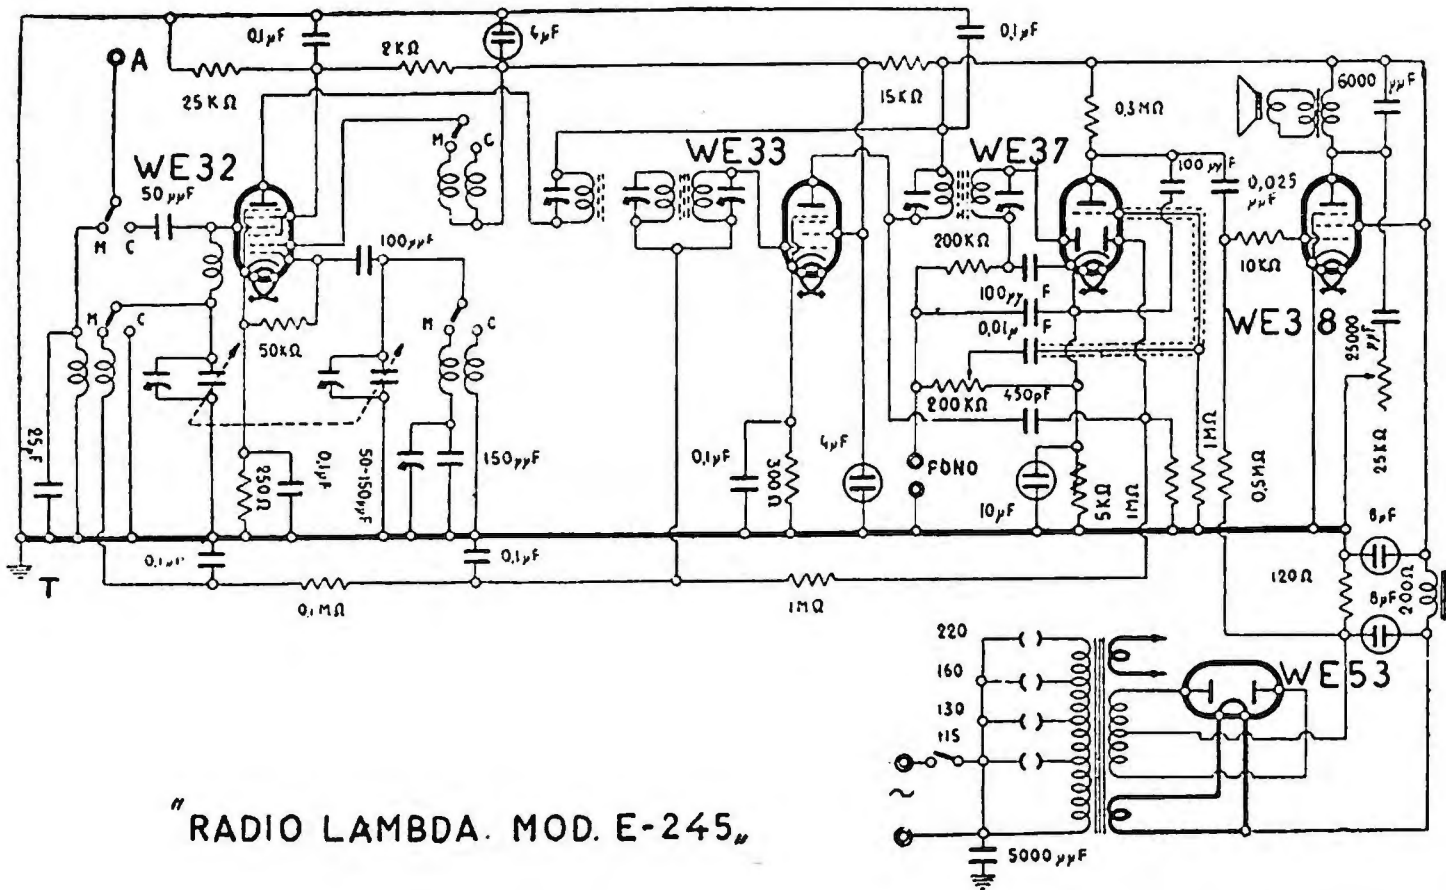 0,1µF
4µF
0,1µF
A
2KΩ
25KΩ
15KΩ
6000 µµF
0,3MΩ
M C
WE32
WE33
WE37
50µµF
100µµF
0,025 µµF
M C
100µµF
200KΩ
10KΩ
100µµF
WE38
M C
M C
0,01µF
50KΩ
25000 µµF
200KΩ
450pF
25µF
250Ω
0,1µF
50-150µµF
150µµF
0,1µF
300Ω
4µF
FONO
10µF
5KΩ
1MΩ
1MΩ
0,5MΩ
25KΩ
8µF
T
0,1µF
0,1µF
0,1MΩ
1MΩ
120Ω
200Ω
8µF
220
160
130
115
WE53
~
5000µµF
"RADIO LAMBDA. MOD. E-245„